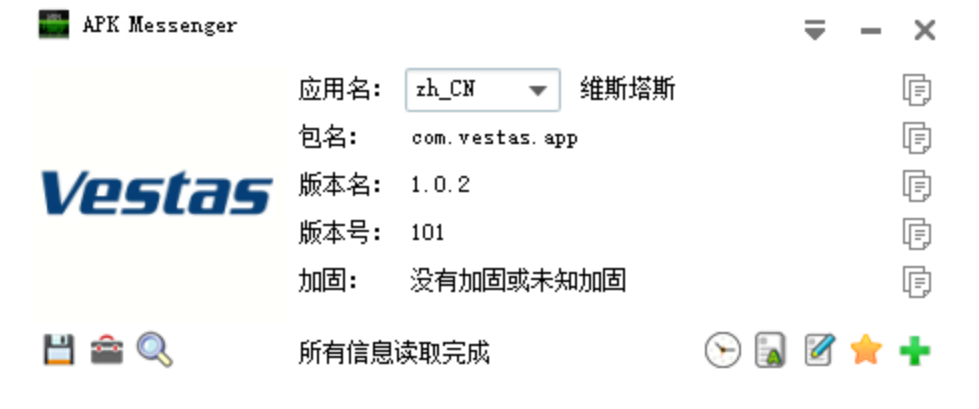 APK Messenger
应用名: zh_CN 维斯塔斯
包名: com.vestas.app
Vestas
版本名: 1.0.2
版本号: 101
加固: 没有加固或未知加固
所有信息读取完成
A